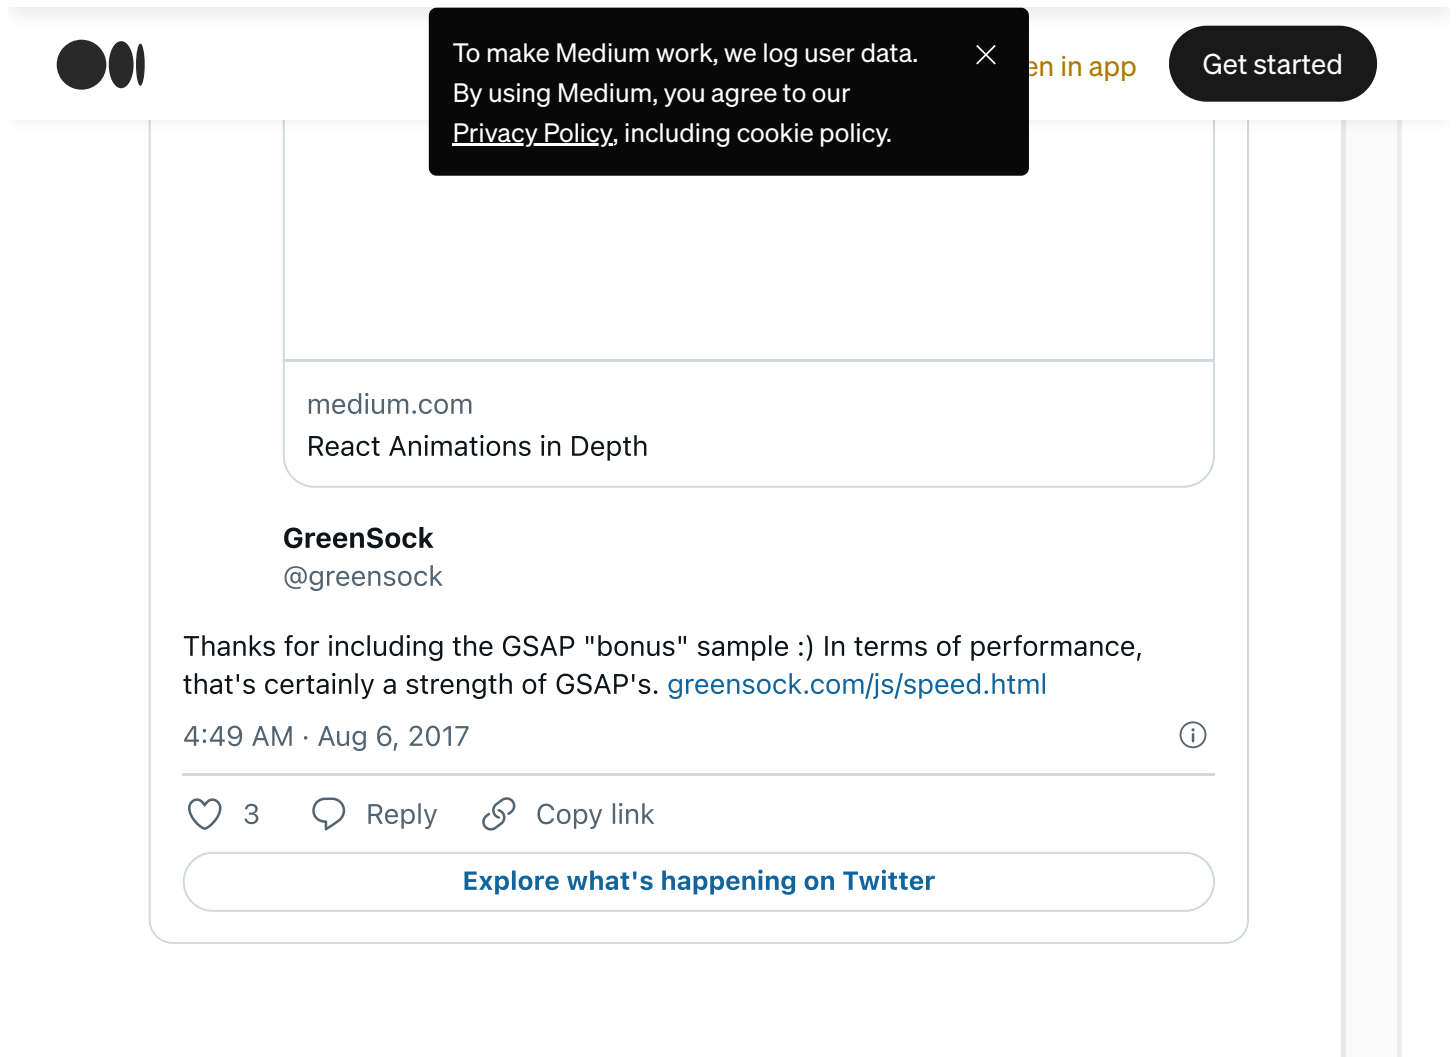 To make Medium work, we log user data.
By using Medium, you agree to our
Privacy Policy, including cookie policy.
en in app
Get started
medium.com
React Animations in Depth
GreenSock
@greensock
Thanks for including the GSAP "bonus" sample :) In terms of performance,
that's certainly a strength of GSAP's. greensock.com/js/speed.html
4:49 AM · Aug 6, 2017
3 Reply Copy link
Explore what's happening on Twitter